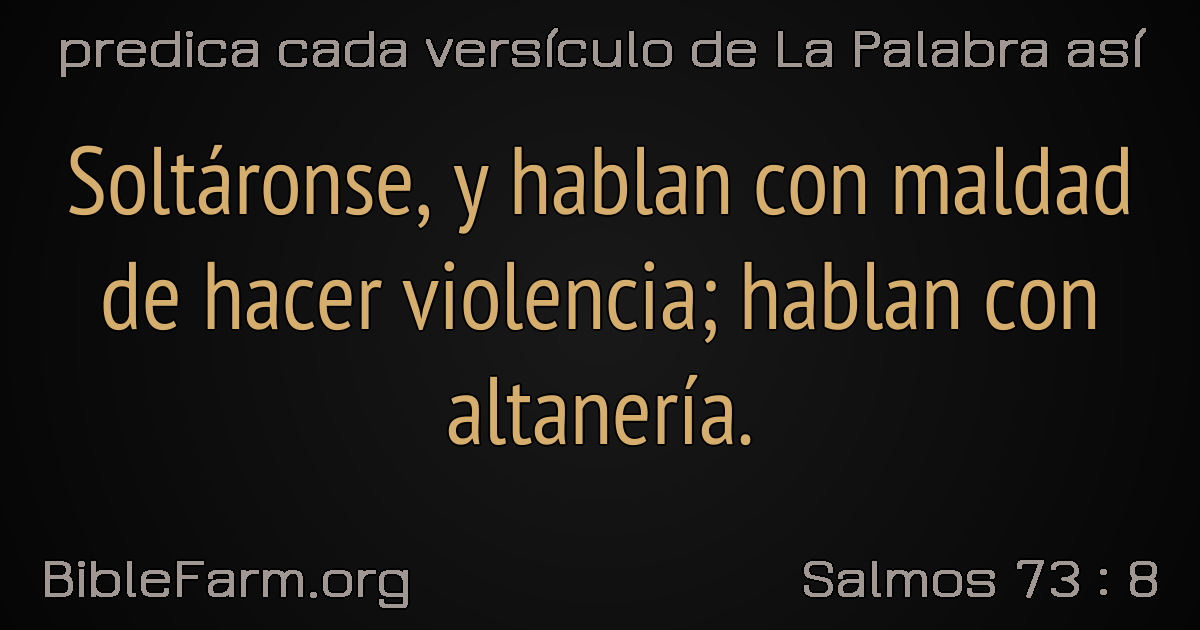 predica cada versículo de La Palabra así
Soltáronse, y hablan con maldad
de hacer violencia; hablan con
altanería.
BibleFarm.org
Salmos 73 : 8